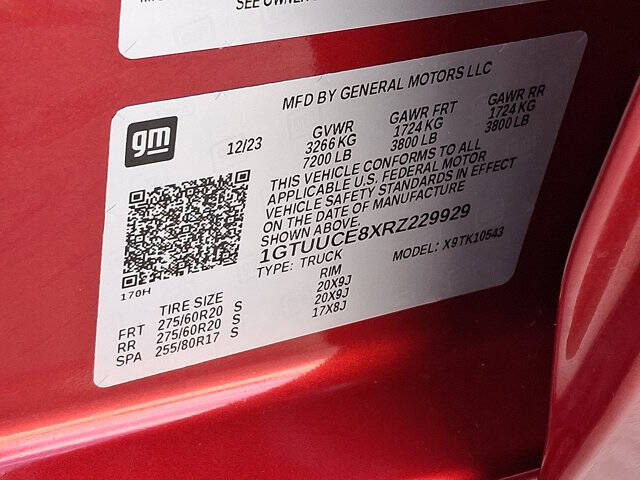 SEE OWNER
MFD BY GENERAL MOTORS LLC
gm
12/23
GVWR GAWR FRT GAWR RR
3266 KG 1724 KG 1724 KG
7200 LB 3800 LB 3800 LB
THIS VEHICLE CONFORMS TO ALL
APPLICABLE U.S. FEDERAL MOTOR
VEHICLE SAFETY STANDARDS IN EFFECT
ON THE DATE OF MANUFACTURE
SHOWN ABOVE.
1GTUUCE8XRZ229929
TYPE: TRUCK MODEL: X9TK10543
170H
TIRE SIZE RIM
FRT 275/60R20 S 20X9J
RR 275/60R20 S 20X9J
SPA 255/80R17 S 17X8J